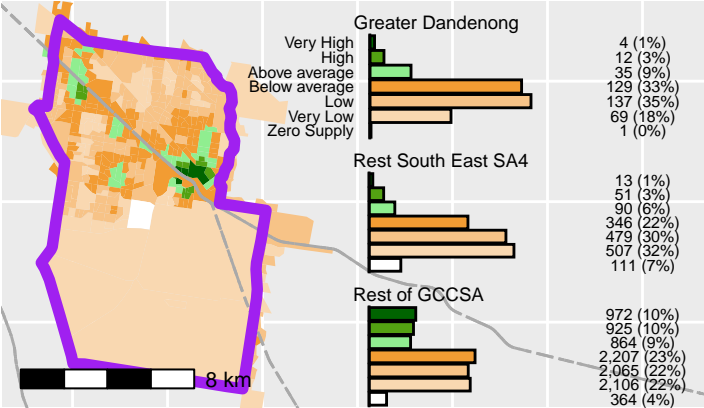 Greater Dandenong
Very High 4 (1%)
High 12 (3%)
Above average 35 (9%)
Below average 129 (33%)
Low 137 (35%)
Very Low 69 (18%)
Zero Supply 1 (0%)
Rest South East SA4
13 (1%)
51 (3%)
90 (6%)
346 (22%)
479 (30%)
507 (32%)
111 (7%)
Rest of GCCSA
972 (10%)
925 (10%)
864 (9%)
2,207 (23%)
2,065 (22%)
2,106 (22%)
364 (4%)
8 km